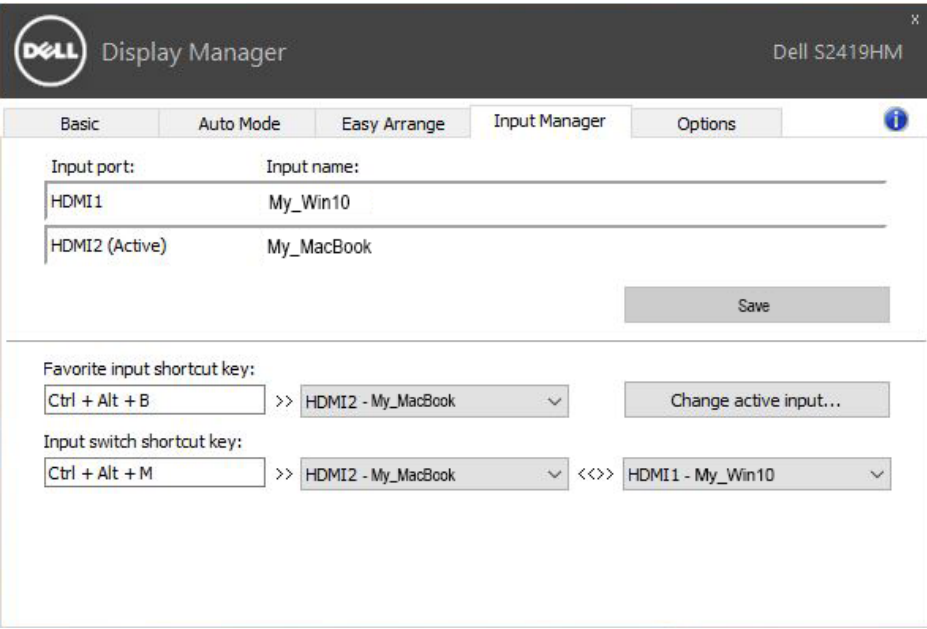 x
DELL Display Manager Dell S2419HM
Basic Auto Mode Easy Arrange Input Manager Options i
Input port: Input name:
HDMI1 My_Win10
HDMI2 (Active) My_MacBook
Save
Favorite input shortcut key:
Ctrl + Alt + B >> HDMI2 - My_MacBook Change active input...
Input switch shortcut key:
Ctrl + Alt + M >> HDMI2 - My_MacBook <<>> HDMI1 - My_Win10